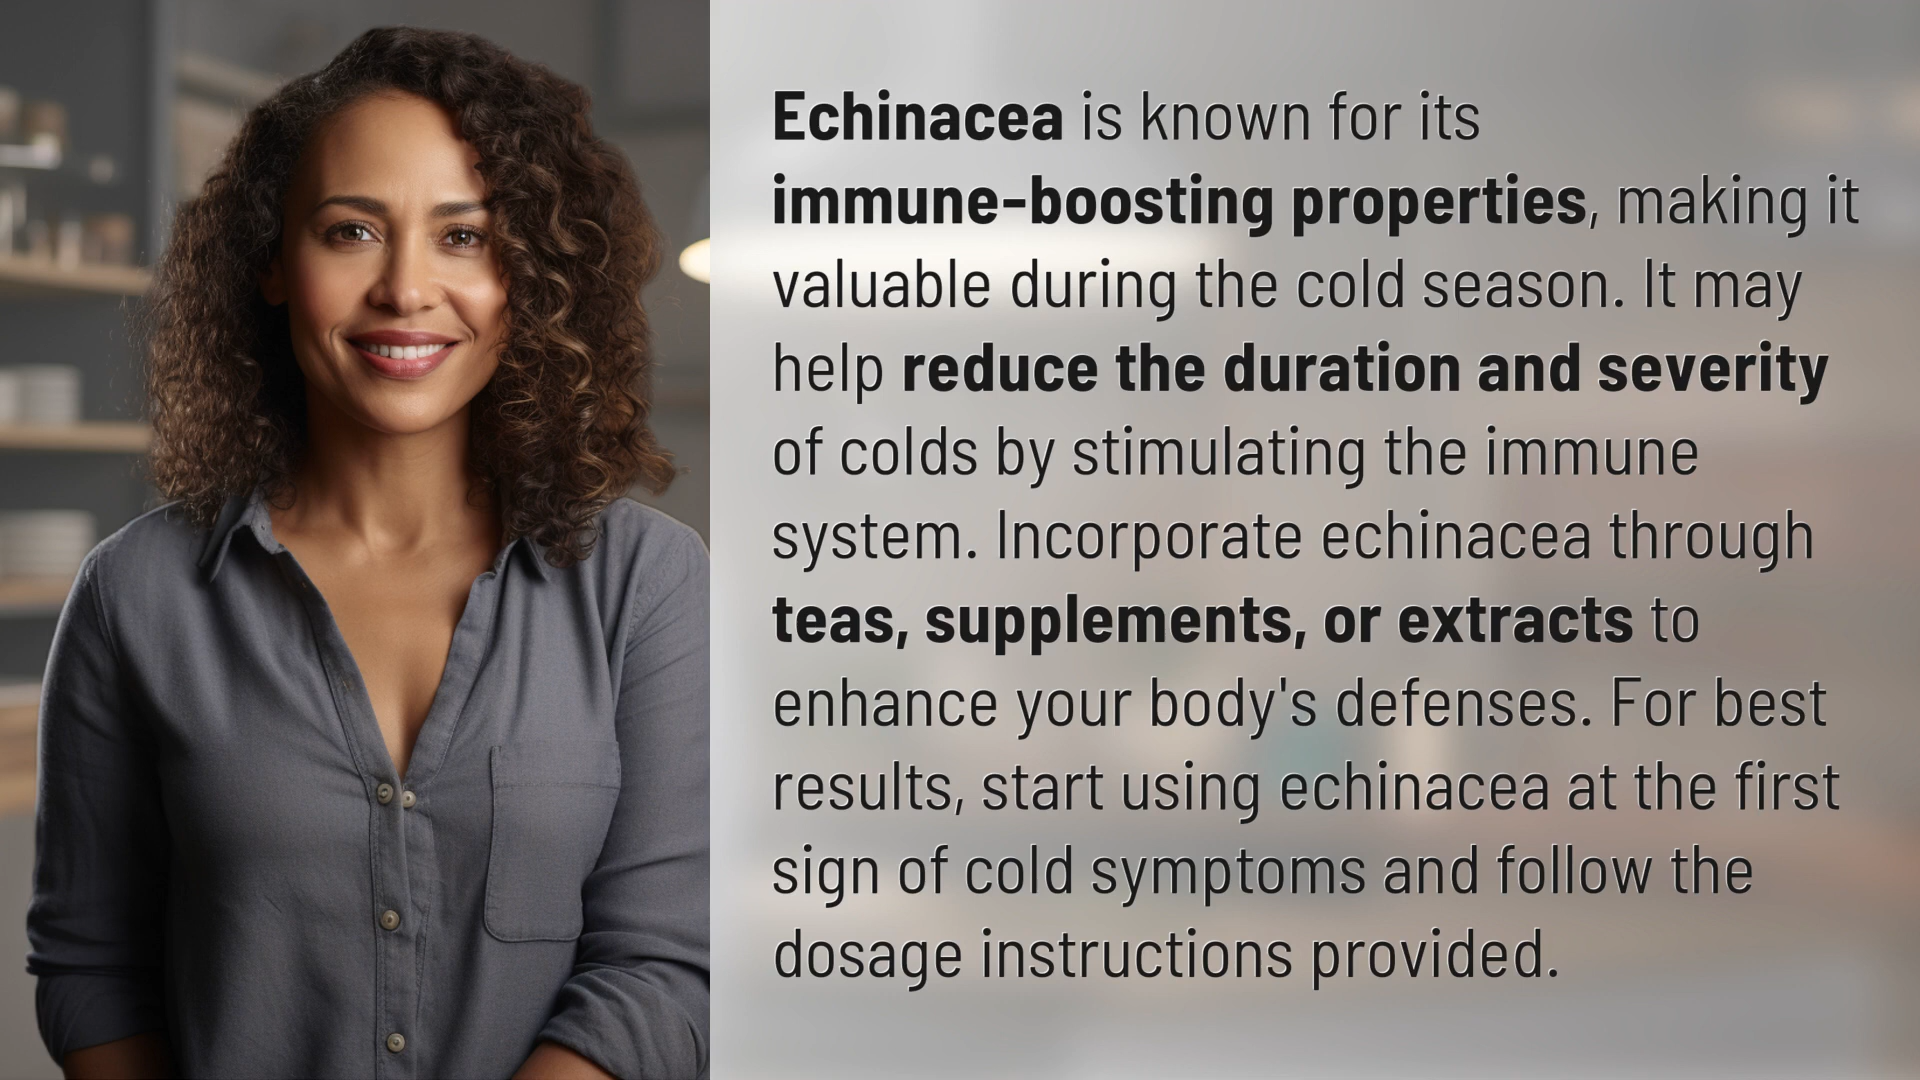 Echinacea is known for its
immune-boosting properties, making it
valuable during the cold season. It may
help reduce the duration and severity
of colds by stimulating the immune
system. Incorporate echinacea through
teas, supplements, or extracts to
enhance your body's defenses. For best
results, start using echinacea at the first
sign of cold symptoms and follow the
dosage instructions provided.